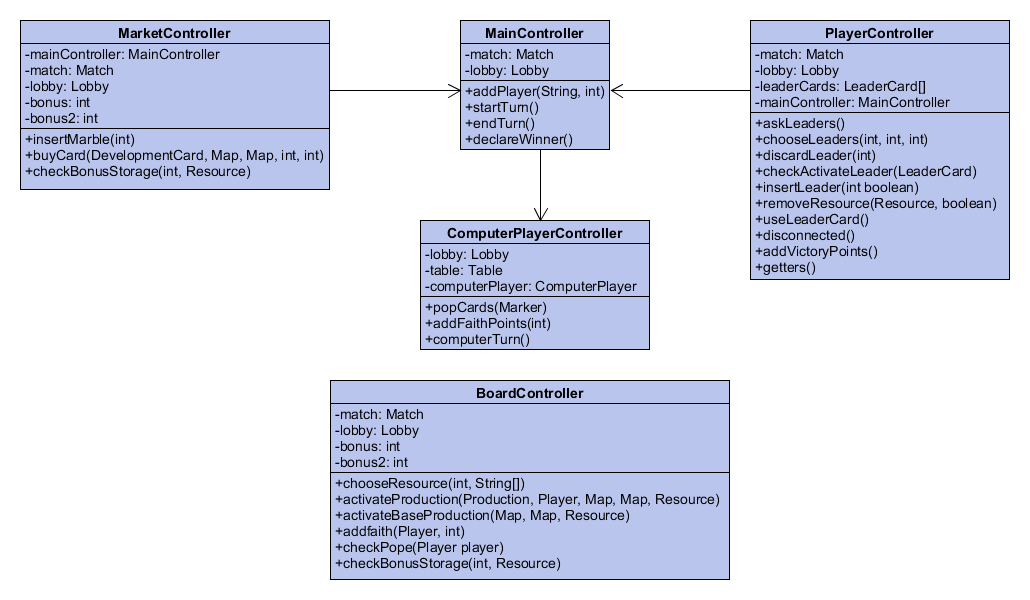 MarketController
-mainController: MainController
-match: Match
-lobby: Lobby
-bonus: int
-bonus2: int
+insertMarble(int)
+buyCard(DevelopmentCard, Map, Map, int, int)
+checkBonusStorage(int, Resource)
MainController
-match: Match
-lobby: Lobby
+addPlayer(String, int)
+startTurn()
+endTurn()
+declareWinner()
PlayerController
-match: Match
-lobby: Lobby
-leaderCards: LeaderCard[]
-mainController: MainController
+askLeaders()
+chooseLeaders(int, int, int)
+discardLeader(int)
+checkActivateLeader(LeaderCard)
+insertLeader(int boolean)
+removeResource(Resource, boolean)
+useLeaderCard()
+disconnected()
+addVictoryPoints()
+getters()
ComputerPlayerController
-lobby: Lobby
-table: Table
-computerPlayer: ComputerPlayer
+popCards(Marker)
+addFaithPoints(int)
+computerTurn()
BoardController
-match: Match
-lobby: Lobby
-bonus: int
-bonus2: int
+chooseResource(int, String[])
+activateProduction(Production, Player, Map, Map, Resource)
+activateBaseProduction(Map, Map, Resource)
+addfaith(Player, int)
+checkPope(Player player)
+checkBonusStorage(int, Resource)